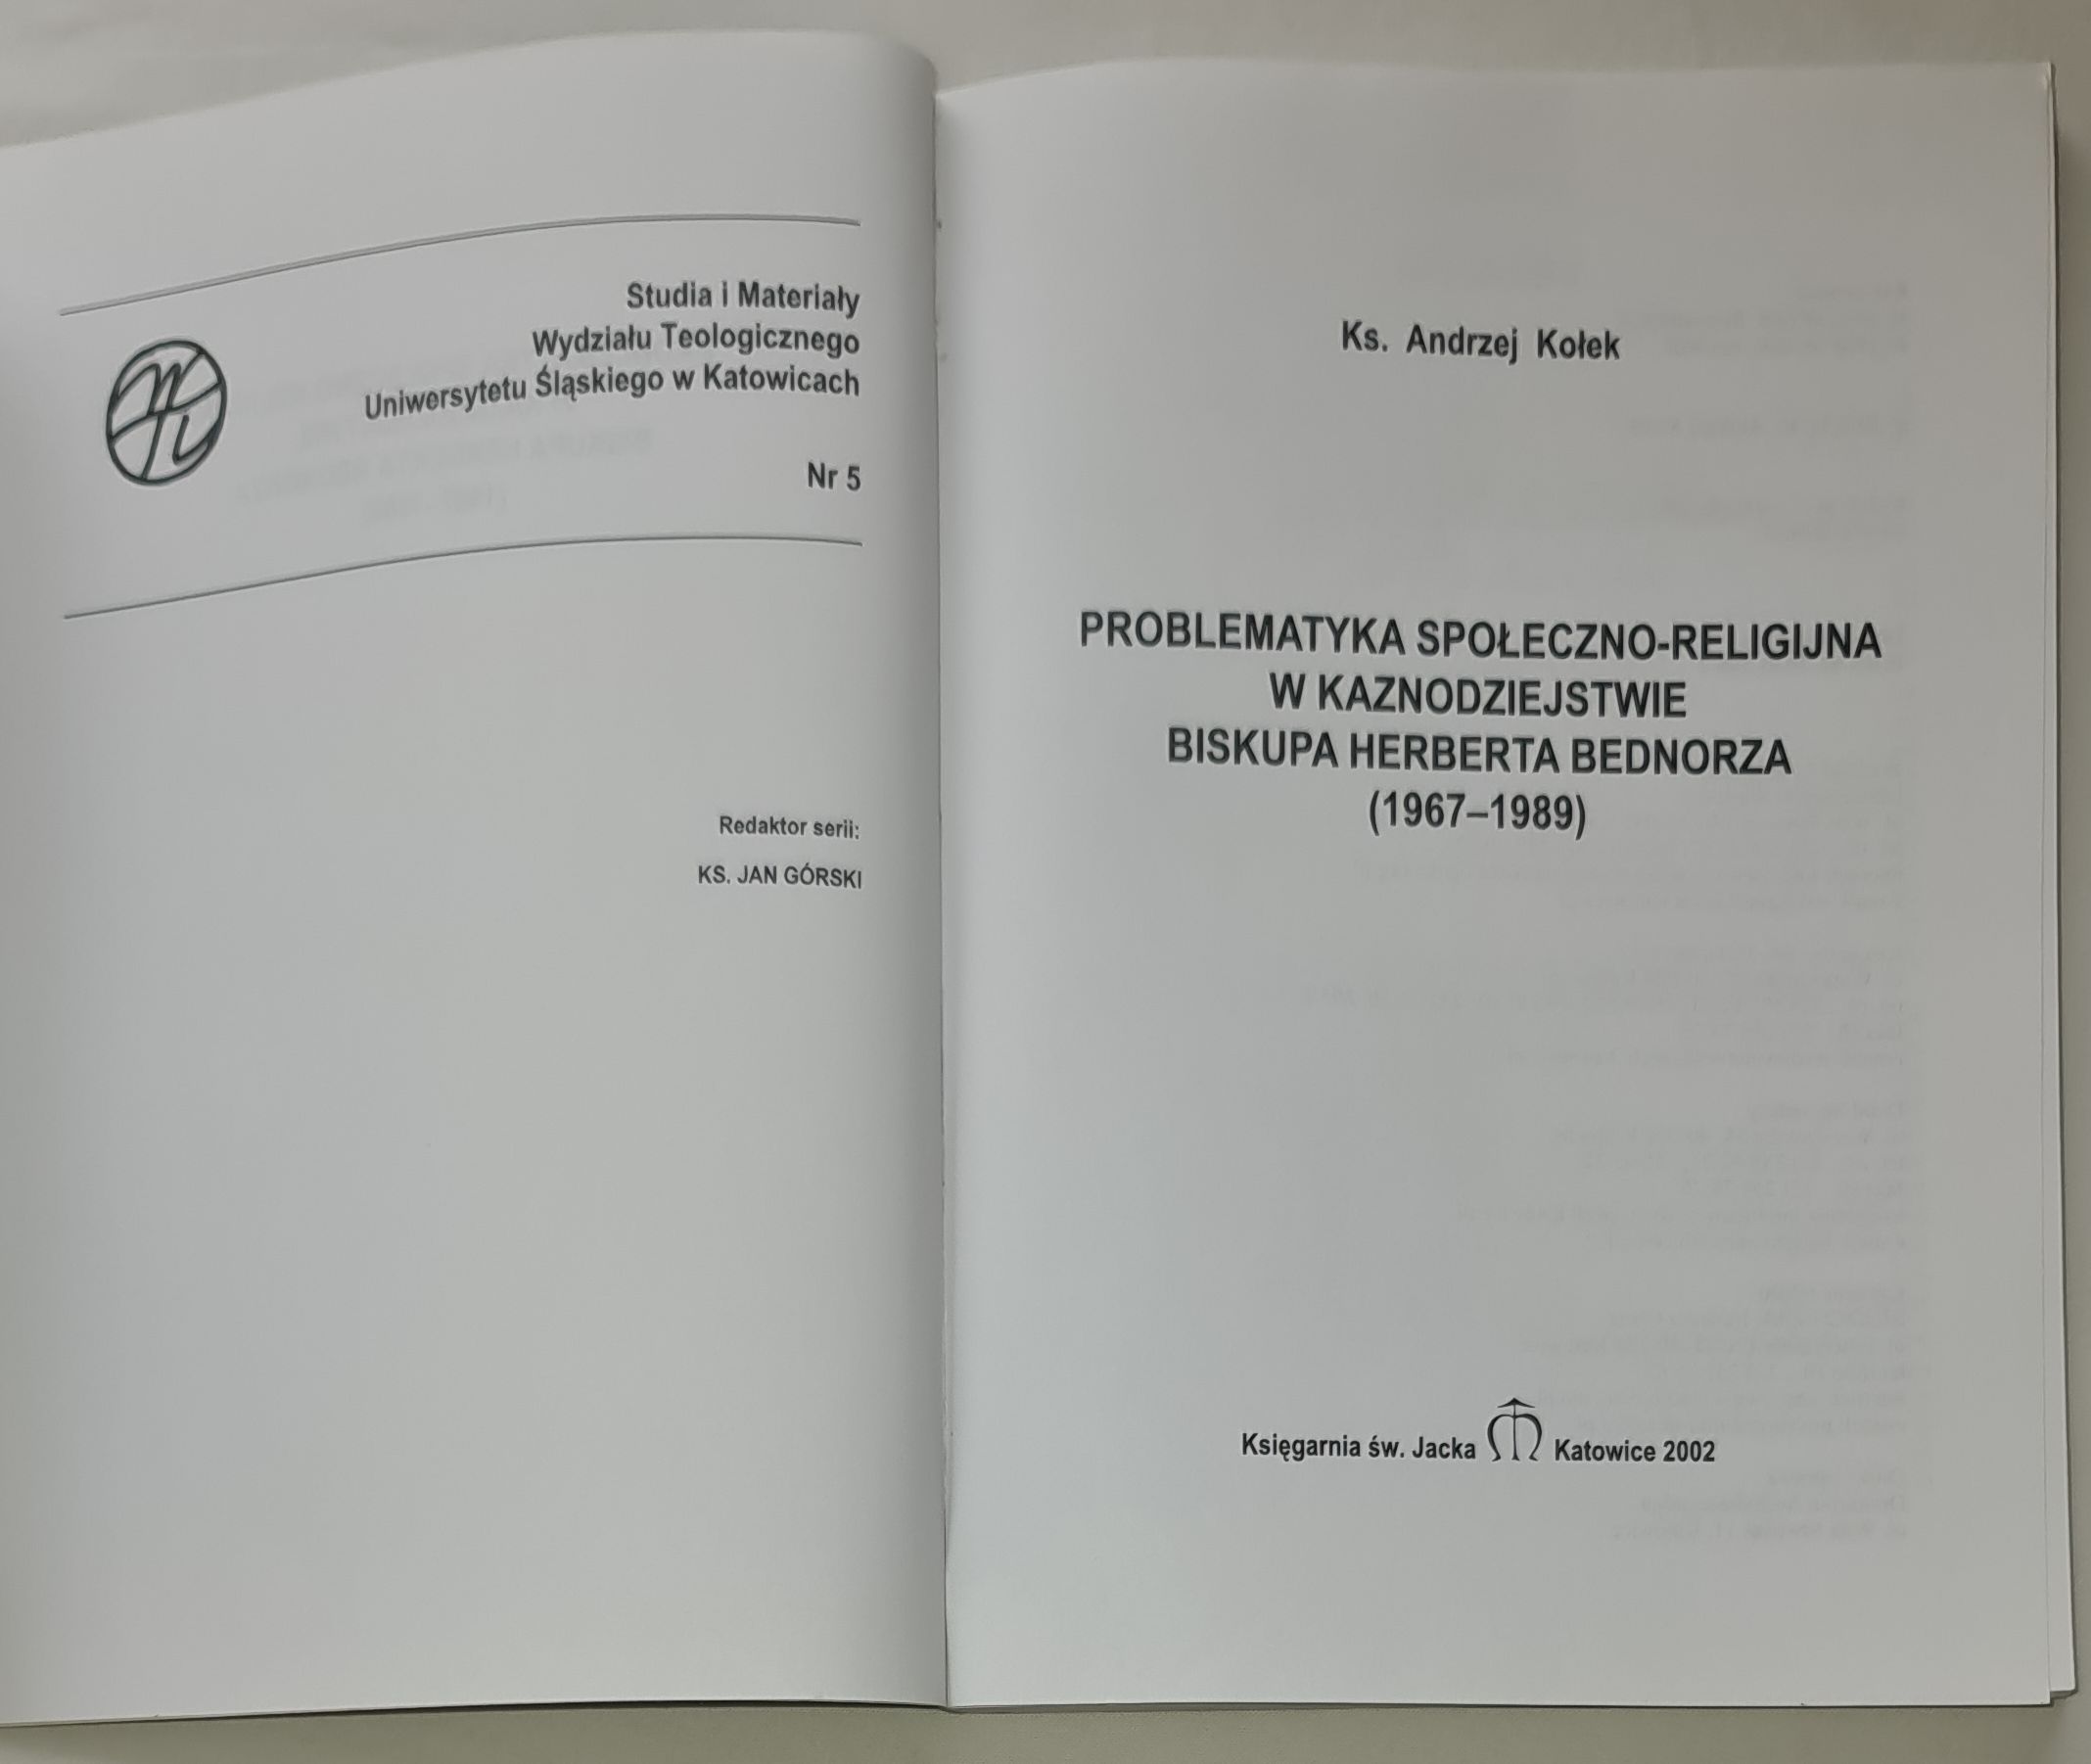 Studia i Materiały
Wydziału Teologicznego
Uniwersytetu Śląskiego w Katowicach
Nr 5
Redaktor serii:
KS. JAN GÓRSKI
Ks. Andrzej Kołek
PROBLEMATYKA SPOŁECZNO-RELIGIJNA
W KAZNODZIEJSTWIE
BISKUPA HERBERTA BEDNORZA
(1967–1989)
Księgarnia św. Jacka Katowice 2002